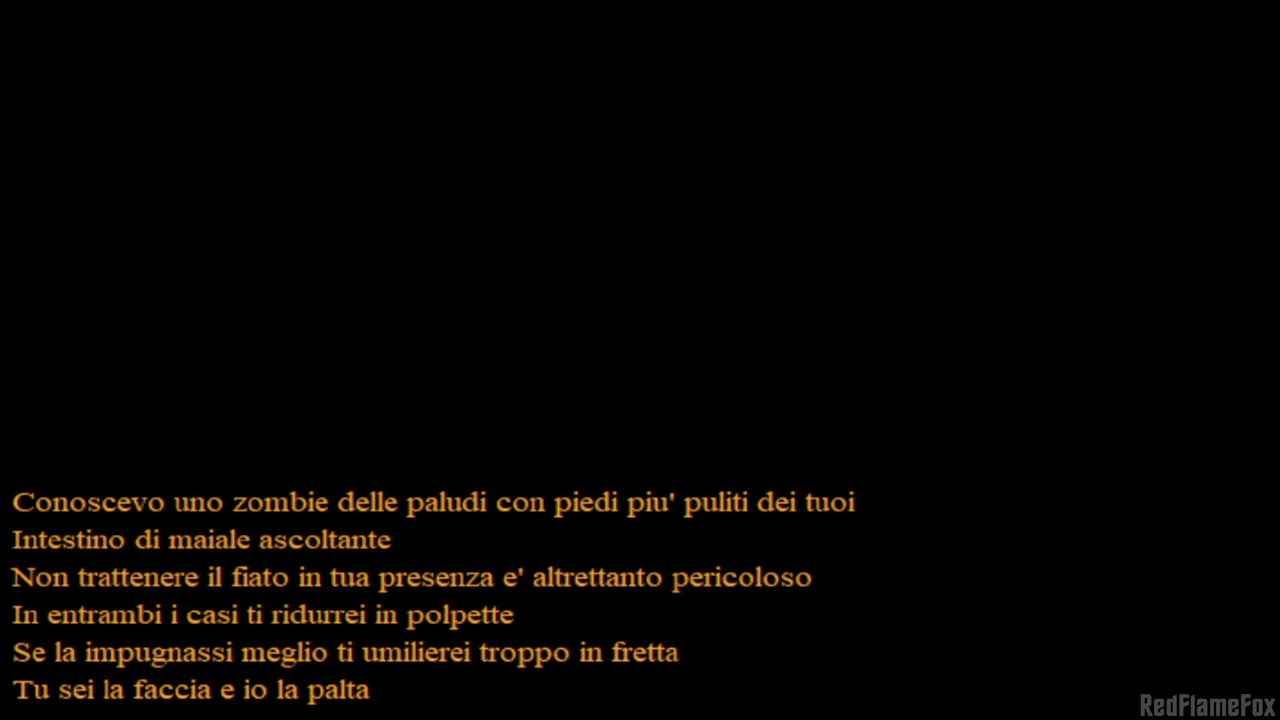 Conoscevo uno zombie delle paludi con piedi piu' puliti dei tuoi
Intestino di maiale ascoltante
Non trattenere il fiato in tua presenza e' altrettanto pericoloso
In entrambi i casi ti ridurrei in polpette
Se la impugnassi meglio ti umilierei troppo in fretta
Tu sei la faccia e io la palta
RedFlameFox